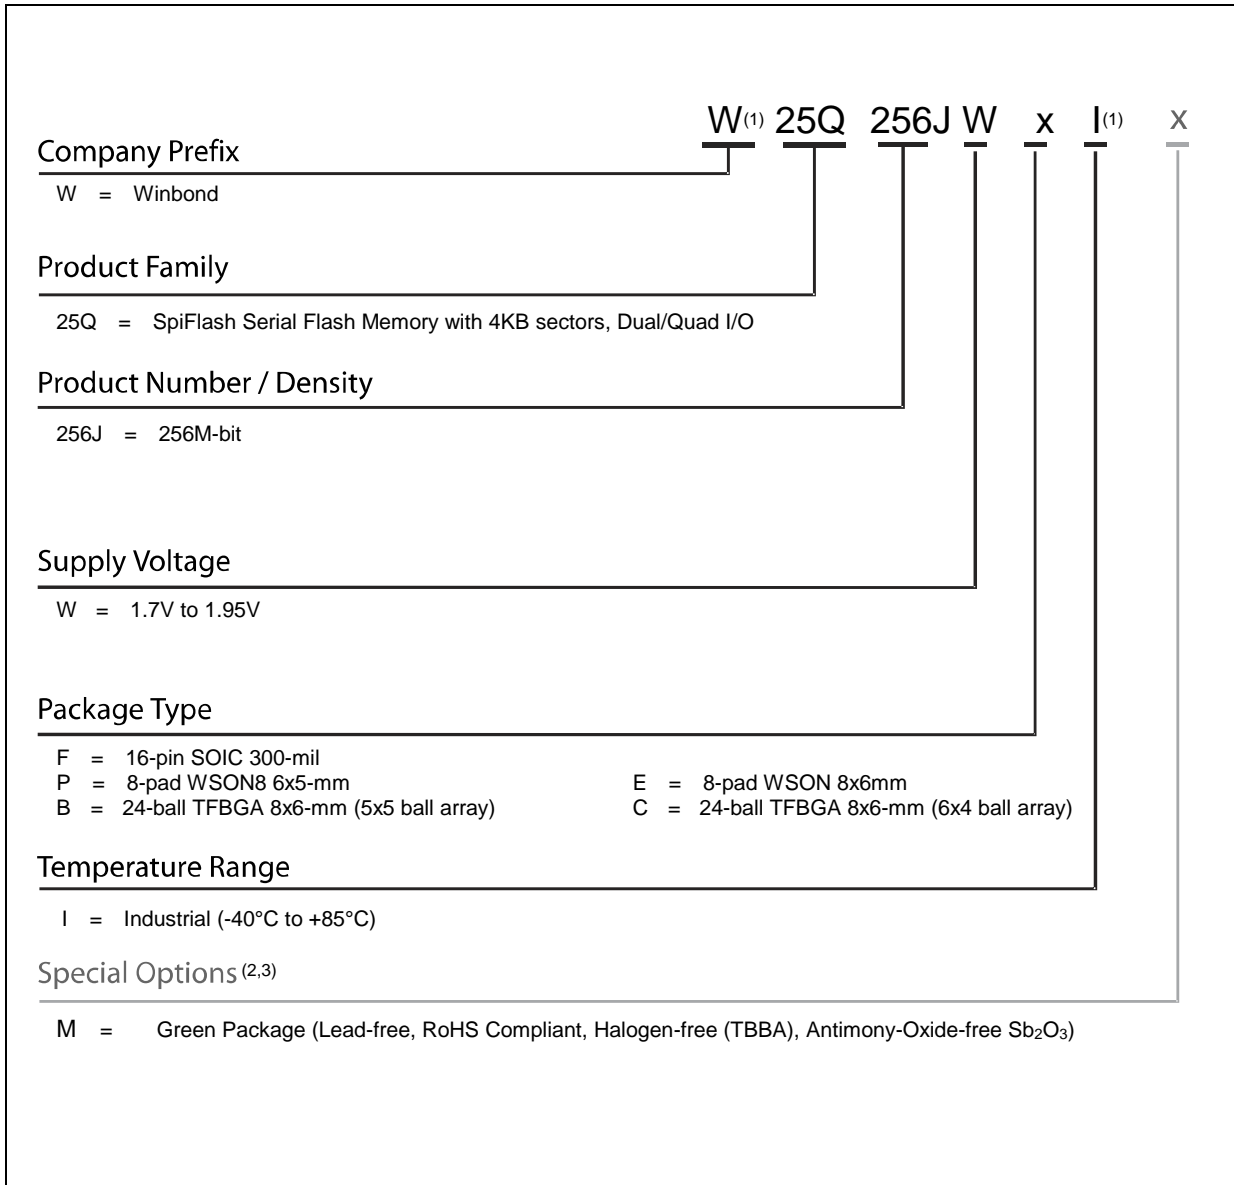 W(1) 25Q 256J W x I(1) x
Company Prefix
W = Winbond
Product Family
25Q = SpiFlash Serial Flash Memory with 4KB sectors, Dual/Quad I/O
Product Number / Density
256J = 256M-bit
Supply Voltage
W = 1.7V to 1.95V
Package Type
F = 16-pin SOIC 300-mil
P = 8-pad WSON8 6x5-mm E = 8-pad WSON 8x6mm
B = 24-ball TFBGA 8x6-mm (5x5 ball array) C = 24-ball TFBGA 8x6-mm (6x4 ball array)
Temperature Range
I = Industrial (-40°C to +85°C)
Special Options (2,3)
M = Green Package (Lead-free, RoHS Compliant, Halogen-free (TBBA), Antimony-Oxide-free Sb₂O₃)